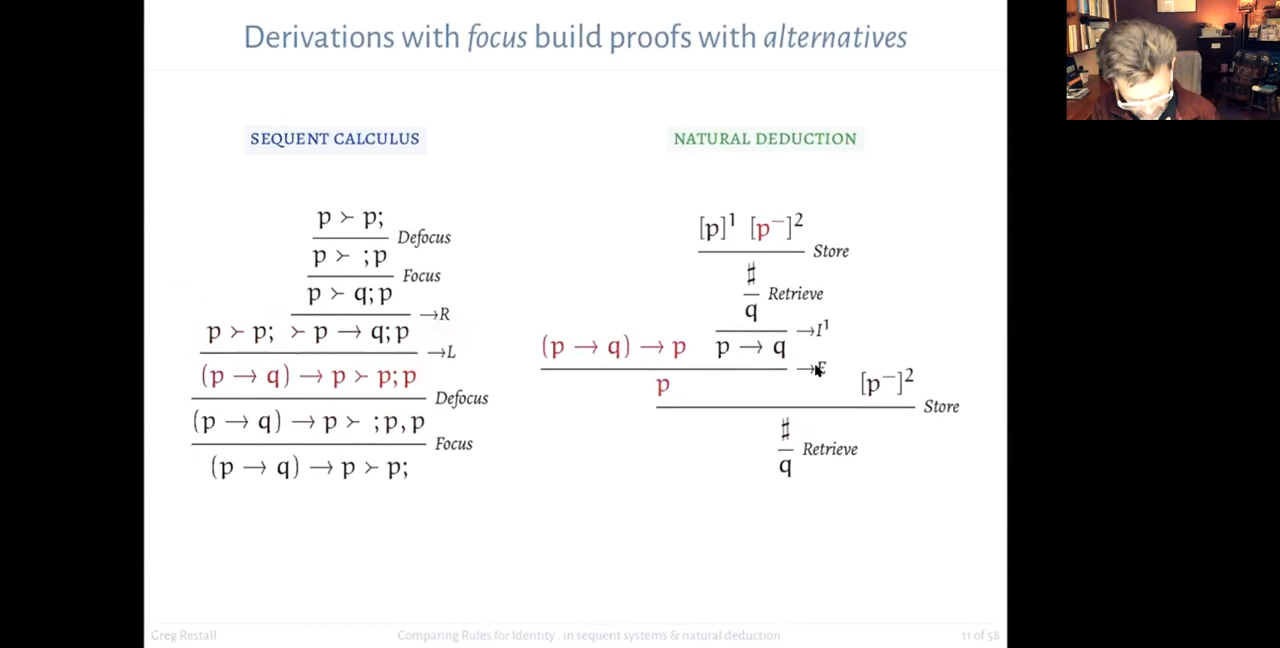 Derivations with focus build proofs with alternatives
SEQUENT CALCULUS
p ≻ p;
Defocus
p ≻ ;p
Focus
p ≻ q;p
→R
p ≻ p; ≻ p → q;p
→L
(p → q) → p ≻ p;p
Defocus
(p → q) → p ≻ ;p,p
Focus
(p → q) → p ≻ p;
NATURAL DEDUCTION
[p]¹ [p⁻]²
Store
♯
Retrieve
q
→I¹
(p → q) → p p → q
→E
p [p⁻]²
Store
♯
Retrieve
q
Greg Restall
Comparing Rules for Identity . in sequent systems & natural deduction
11 of 58